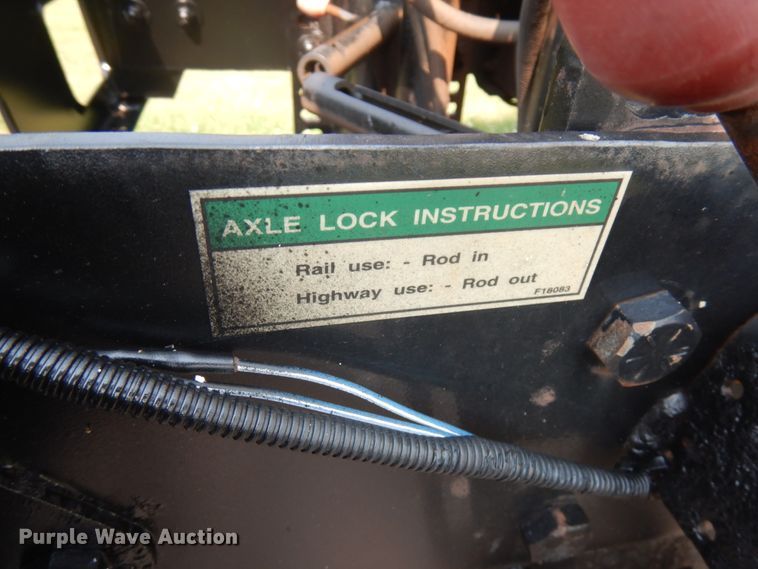 AXLE LOCK INSTRUCTIONS
Rail use: - Rod in
Highway use: - Rod out
F18083
Purple Wave Auction